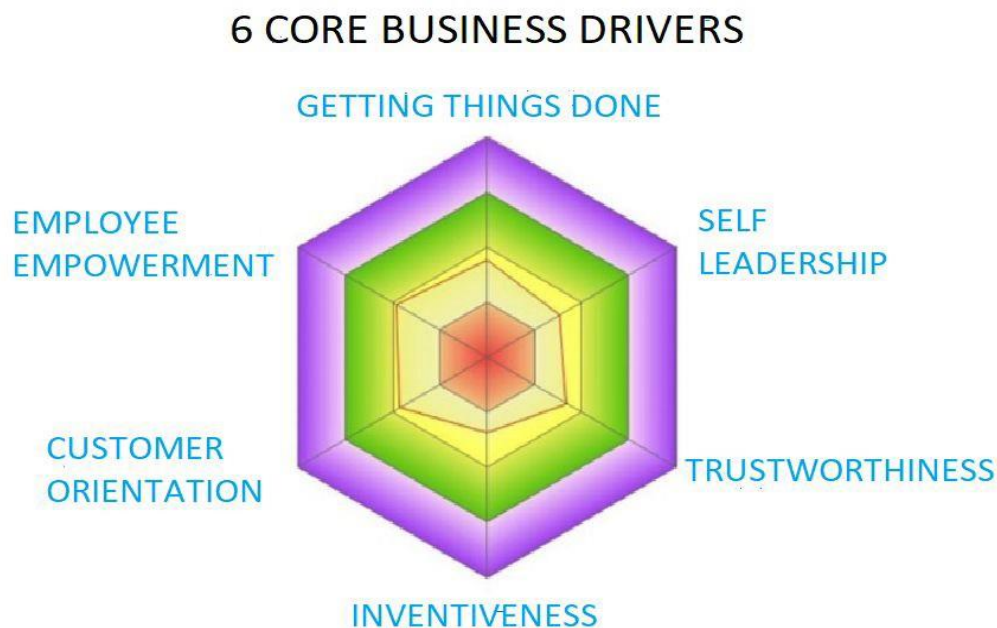 6 CORE BUSINESS DRIVERS
GETTING THINGS DONE
EMPLOYEE
EMPOWERMENT
SELF
LEADERSHIP
CUSTOMER
ORIENTATION
TRUSTWORTHINESS
INVENTIVENESS